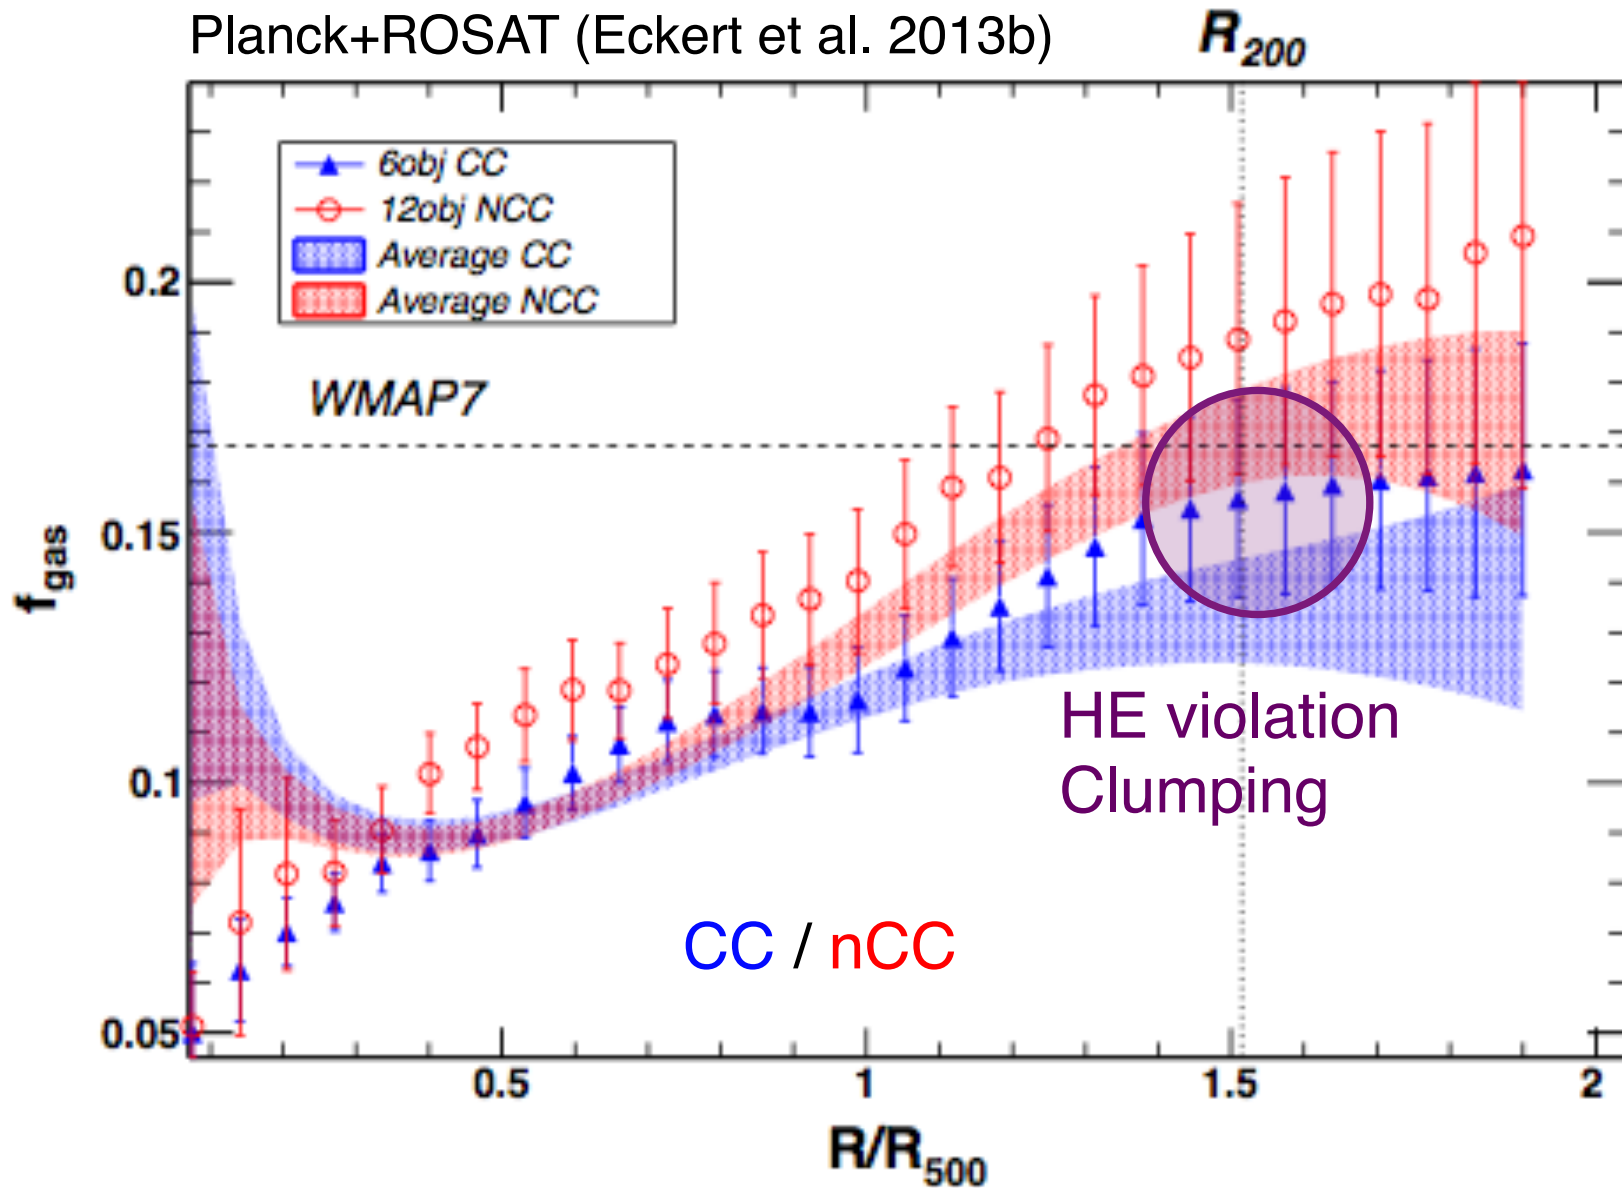 Planck+ROSAT (Eckert et al. 2013b)
R200
6obj CC
12obj NCC
Average CC
Average NCC
WMAP7
0.2
0.15
0.1
0.05
fgas
HE violation
Clumping
CC / nCC
0.5 1 1.5 2
R/R500